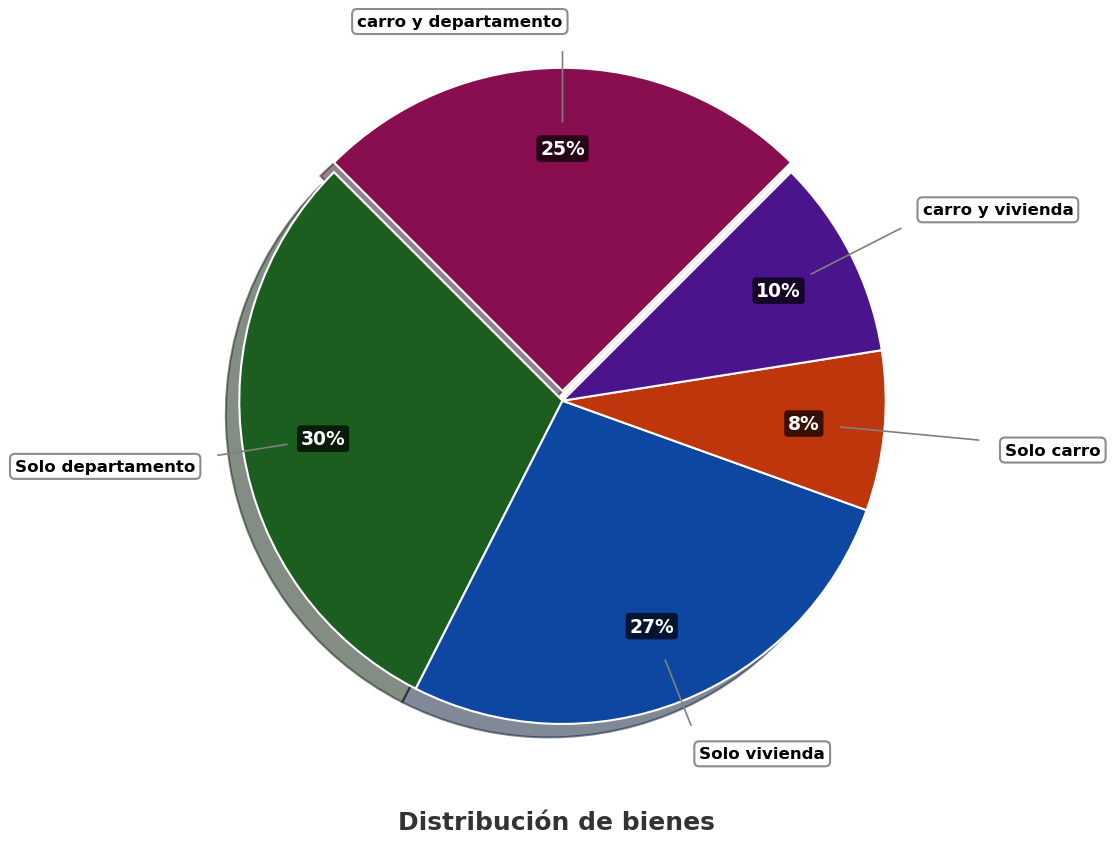 carro y departamento
25%
carro y vivienda
10%
8%
Solo carro
30%
Solo departamento
27%
Solo vivienda
Distribución de bienes